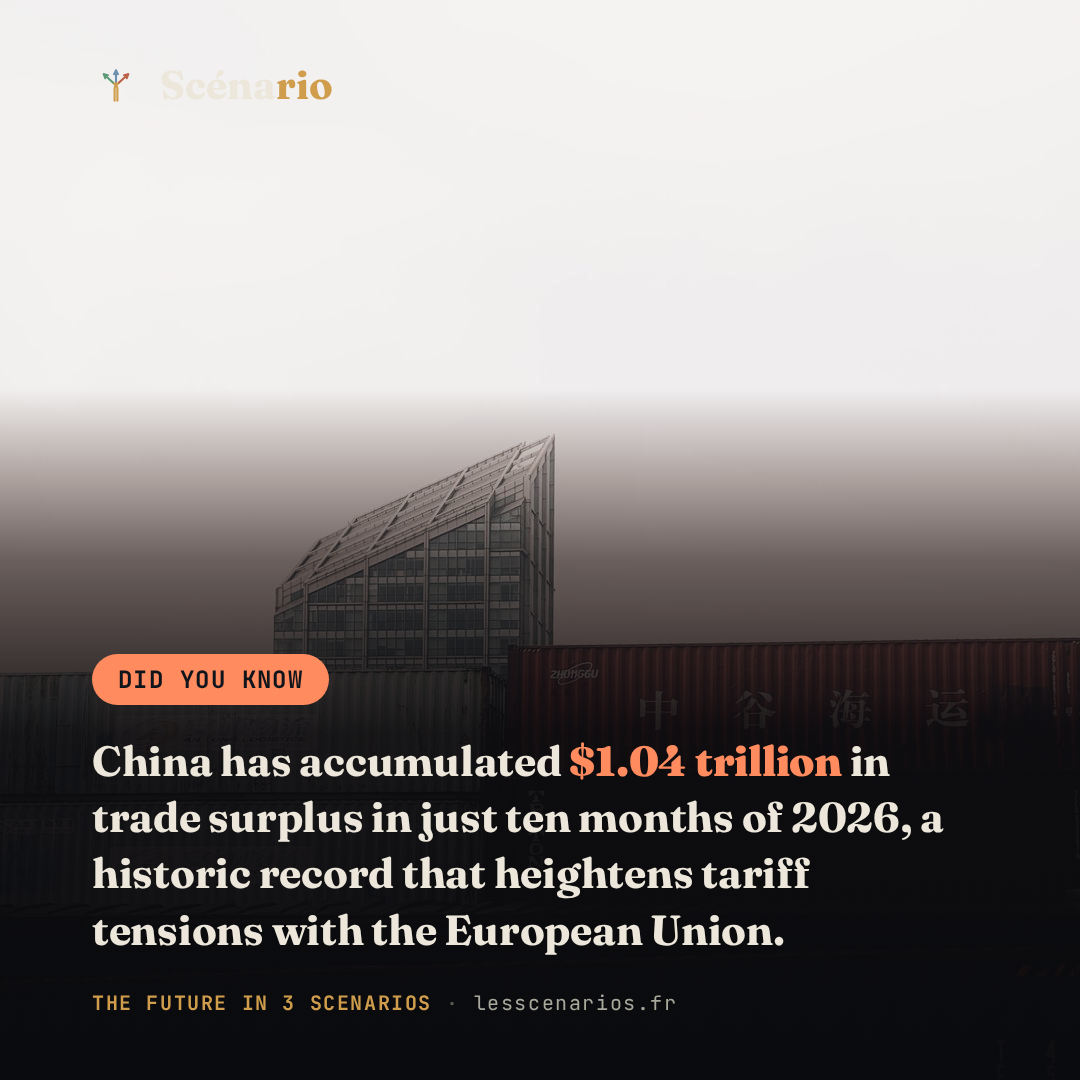 Scénario
DID YOU KNOW
ZHONGGU
中谷海运
China has accumulated $1.04 trillion in
trade surplus in just ten months of 2026, a
historic record that heightens tariff
tensions with the European Union.
THE FUTURE IN 3 SCENARIOS · lesscenarios.fr